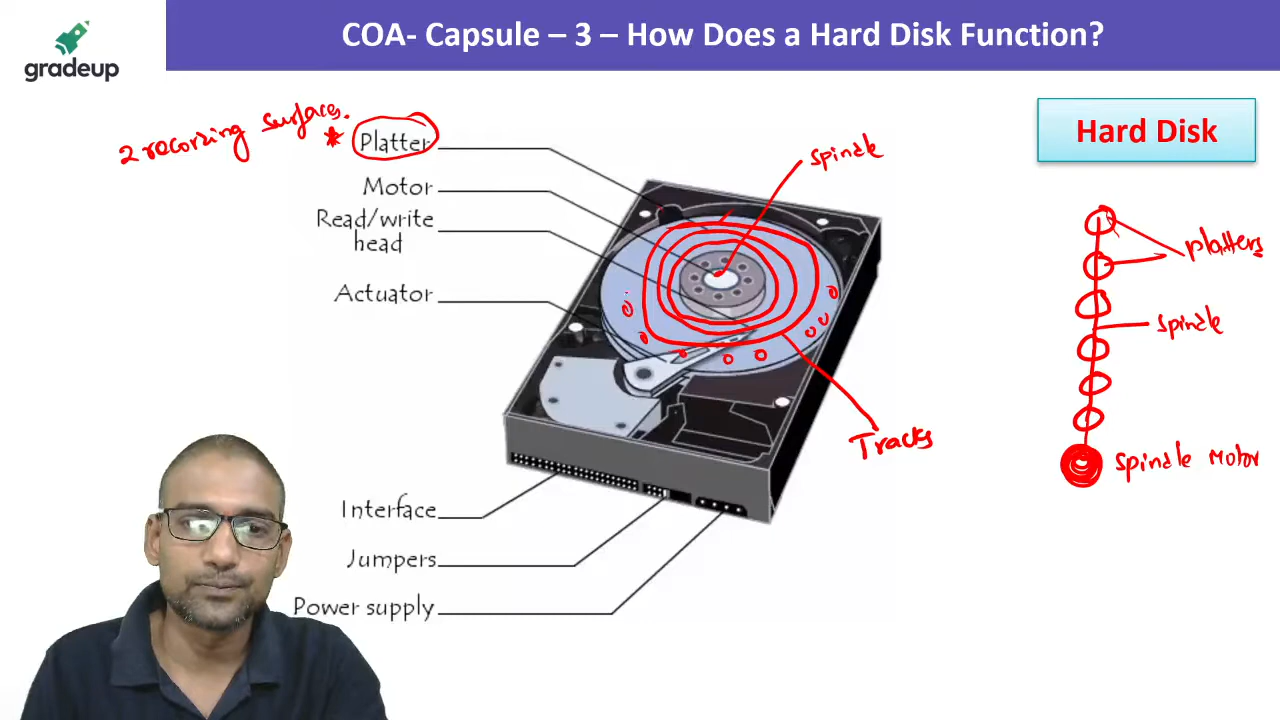 COA- Capsule – 3 – How Does a Hard Disk Function?
gradeup
Hard Disk
2 recording surfaces.
* Platter
Motor
Read/write
head
Actuator
Interface
Jumpers
Power supply
spindle
Tracks
platters
spindle
spindle motor